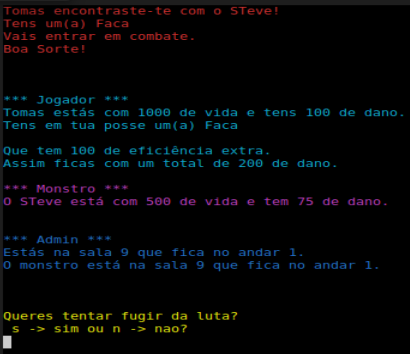 Tomas encontraste-te com o STeve!
Tens um(a) Faca
Vais entrar em combate.
Boa Sorte!
*** Jogador ***
Tomas estás com 1000 de vida e tens 100 de dano.
Tens em tua posse um(a) Faca
Que tem 100 de eficiência extra.
Assim ficas com um total de 200 de dano.
*** Monstro ***
O STeve está com 500 de vida e tem 75 de dano.
*** Admin ***
Estás na sala 9 que fica no andar 1.
O monstro está na sala 9 que fica no andar 1.
Queres tentar fugir da luta?
s -> sim ou n -> nao?